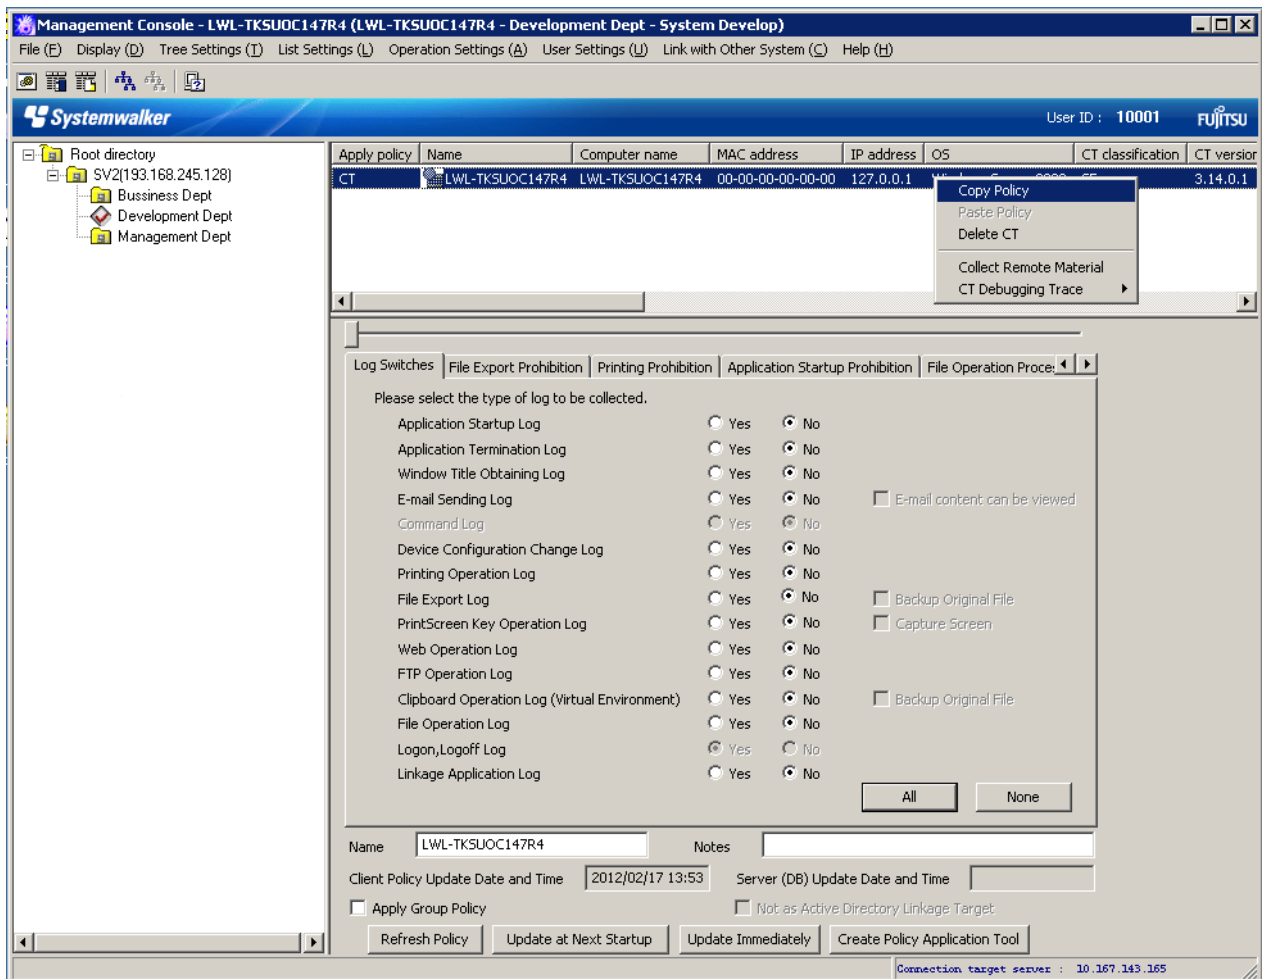 Management Console - LWL-TKSUOC147R4 (LWL-TKSUOC147R4 - Development Dept - System Develop)
File (F) Display (D) Tree Settings (T) List Settings (L) Operation Settings (A) User Settings (U) Link with Other System (C) Help (H)
Systemwalker User ID : 10001 FUJITSU
Root directory
SV2(193.168.245.128)
Bussiness Dept
Development Dept
Management Dept
Apply policy Name Computer name MAC address IP address OS CT classification CT version
CT LWL-TKSUOC147R4 LWL-TKSUOC147R4 00-00-00-00-00-00 127.0.0.1 3.14.0.1
Copy Policy
Paste Policy
Delete CT
Collect Remote Material
CT Debugging Trace
Log Switches File Export Prohibition Printing Prohibition Application Startup Prohibition File Operation Proce
Please select the type of log to be collected.
Application Startup Log Yes No
Application Termination Log Yes No
Window Title Obtaining Log Yes No
E-mail Sending Log Yes No E-mail content can be viewed
Command Log Yes No
Device Configuration Change Log Yes No
Printing Operation Log Yes No
File Export Log Yes No Backup Original File
PrintScreen Key Operation Log Yes No Capture Screen
Web Operation Log Yes No
FTP Operation Log Yes No
Clipboard Operation Log (Virtual Environment) Yes No Backup Original File
File Operation Log Yes No
Logon,Logoff Log Yes No
Linkage Application Log Yes No
All None
Name LWL-TKSUOC147R4 Notes
Client Policy Update Date and Time 2012/02/17 13:53 Server (DB) Update Date and Time
Apply Group Policy Not as Active Directory Linkage Target
Refresh Policy Update at Next Startup Update Immediately Create Policy Application Tool
Connection target server : 10.167.143.165